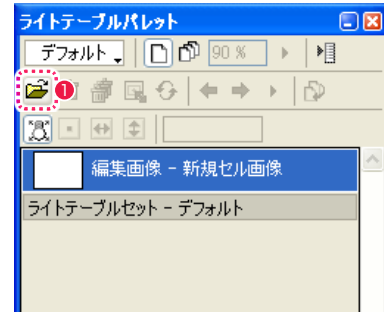 ライトテーブルパレット
デフォルト
90 %
1
編集画像 - 新規セル画像
ライトテーブルセット - デフォルト